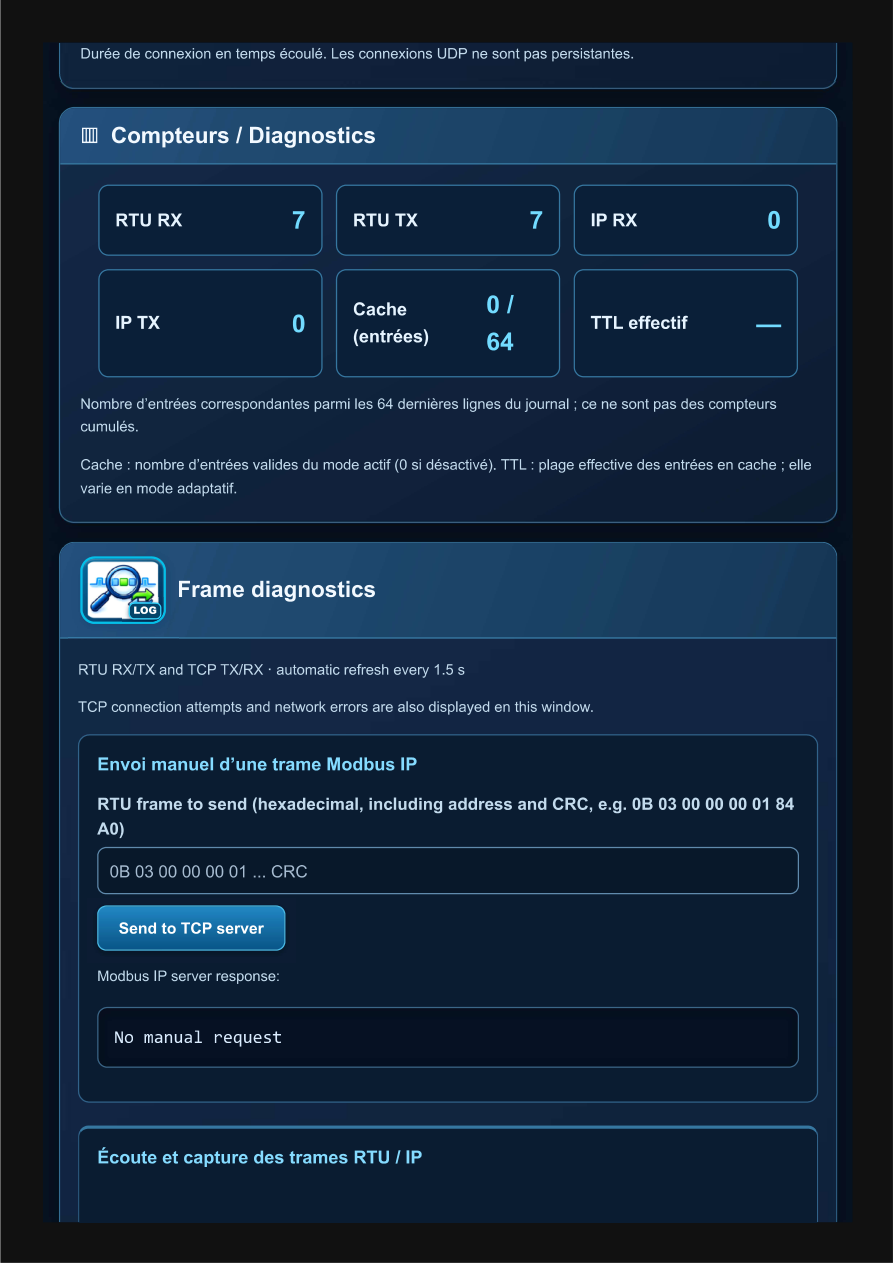 Durée de connexion en temps écoulé. Les connexions UDP ne sont pas persistantes.
Compteurs / Diagnostics
RTU RX 7
RTU TX 7
IP RX 0
IP TX 0
Cache
(entrées)
0 /
64
TTL effectif —
Nombre d’entrées correspondantes parmi les 64 dernières lignes du journal ; ce ne sont pas des compteurs
cumulés.
Cache : nombre d’entrées valides du mode actif (0 si désactivé). TTL : plage effective des entrées en cache ; elle
varie en mode adaptatif.
LOG
Frame diagnostics
RTU RX/TX and TCP TX/RX · automatic refresh every 1.5 s
TCP connection attempts and network errors are also displayed en this window.
Envoi manuel d’une trame Modbus IP
RTU frame to send (hexadecimal, including address and CRC, e.g. 0B 03 00 00 00 01 84
A0)
0B 03 00 00 00 01 ... CRC
Send to TCP server
Modbus IP server response:
No manual request
Écoute et capture des trames RTU / IP